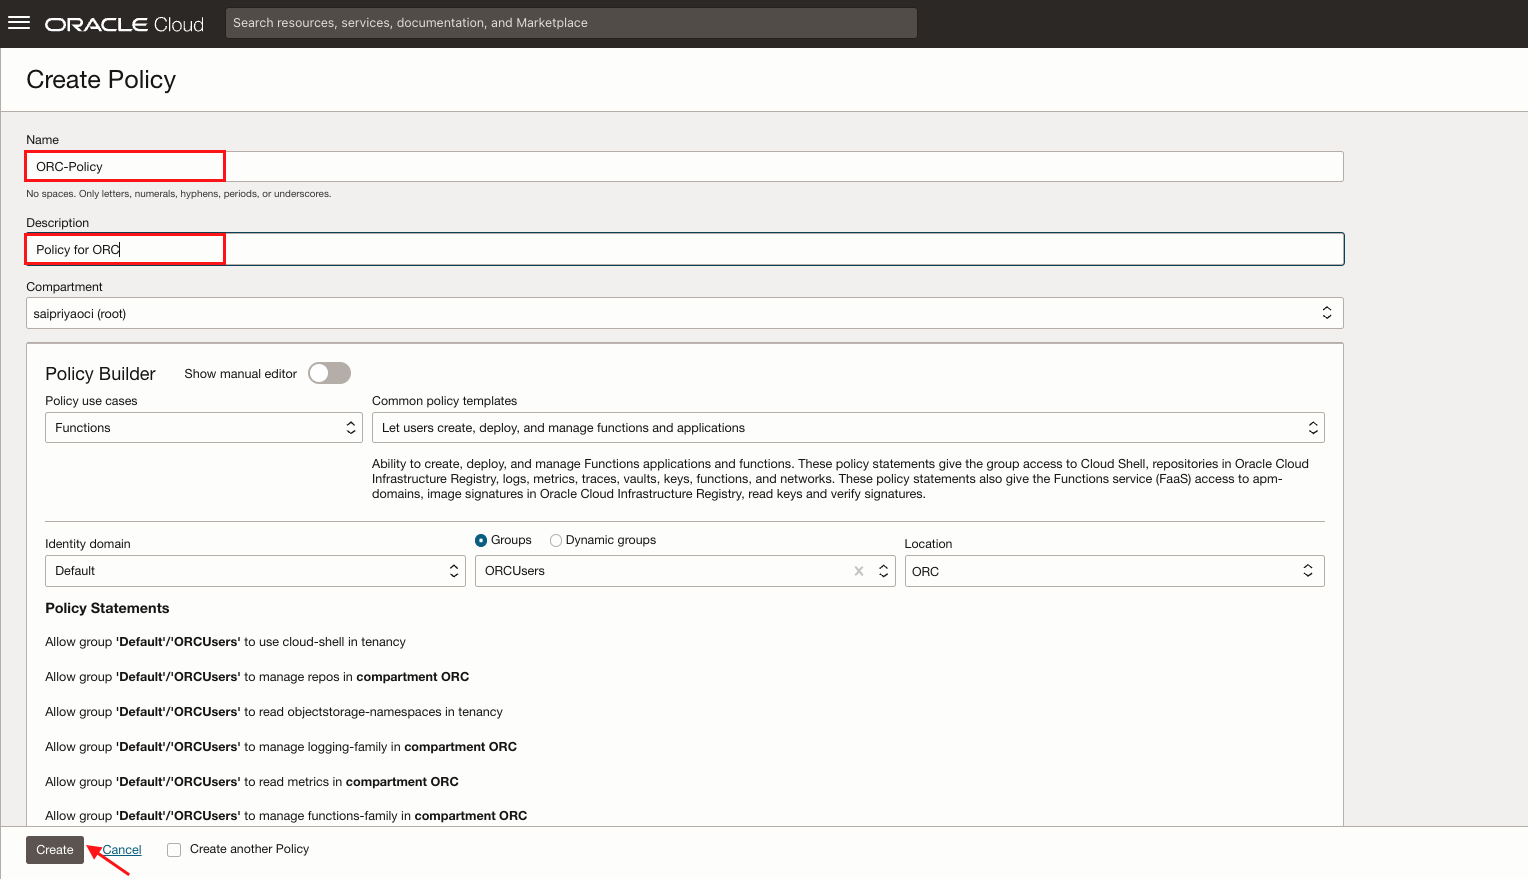 ORACLE Cloud
Search resources, services, documentation, and Marketplace
Create Policy
Name
ORC-Policy
No spaces. Only letters, numerals, hyphens, periods, or underscores.
Description
Policy for ORC
Compartment
saipriyaoci (root)
Policy Builder
Show manual editor
Policy use cases
Common policy templates
Functions
Let users create, deploy, and manage functions and applications
Ability to create, deploy, and manage Functions applications and functions. These policy statements give the group access to Cloud Shell, repositories in Oracle Cloud
Infrastructure Registry, logs, metrics, traces, vaults, keys, functions, and networks. These policy statements also give the Functions service (FaaS) access to apm-
domains, image signatures in Oracle Cloud Infrastructure Registry, read keys and verify signatures.
Identity domain
Groups
Dynamic groups
Location
Default
ORCUsers
ORC
Policy Statements
Allow group 'Default'/'ORCUsers' to use cloud-shell in tenancy
Allow group 'Default'/'ORCUsers' to manage repos in compartment ORC
Allow group 'Default'/'ORCUsers' to read objectstorage-namespaces in tenancy
Allow group 'Default'/'ORCUsers' to manage logging-family in compartment ORC
Allow group 'Default'/'ORCUsers' to read metrics in compartment ORC
Allow group 'Default'/'ORCUsers' to manage functions-family in compartment ORC
Create
Cancel
Create another Policy